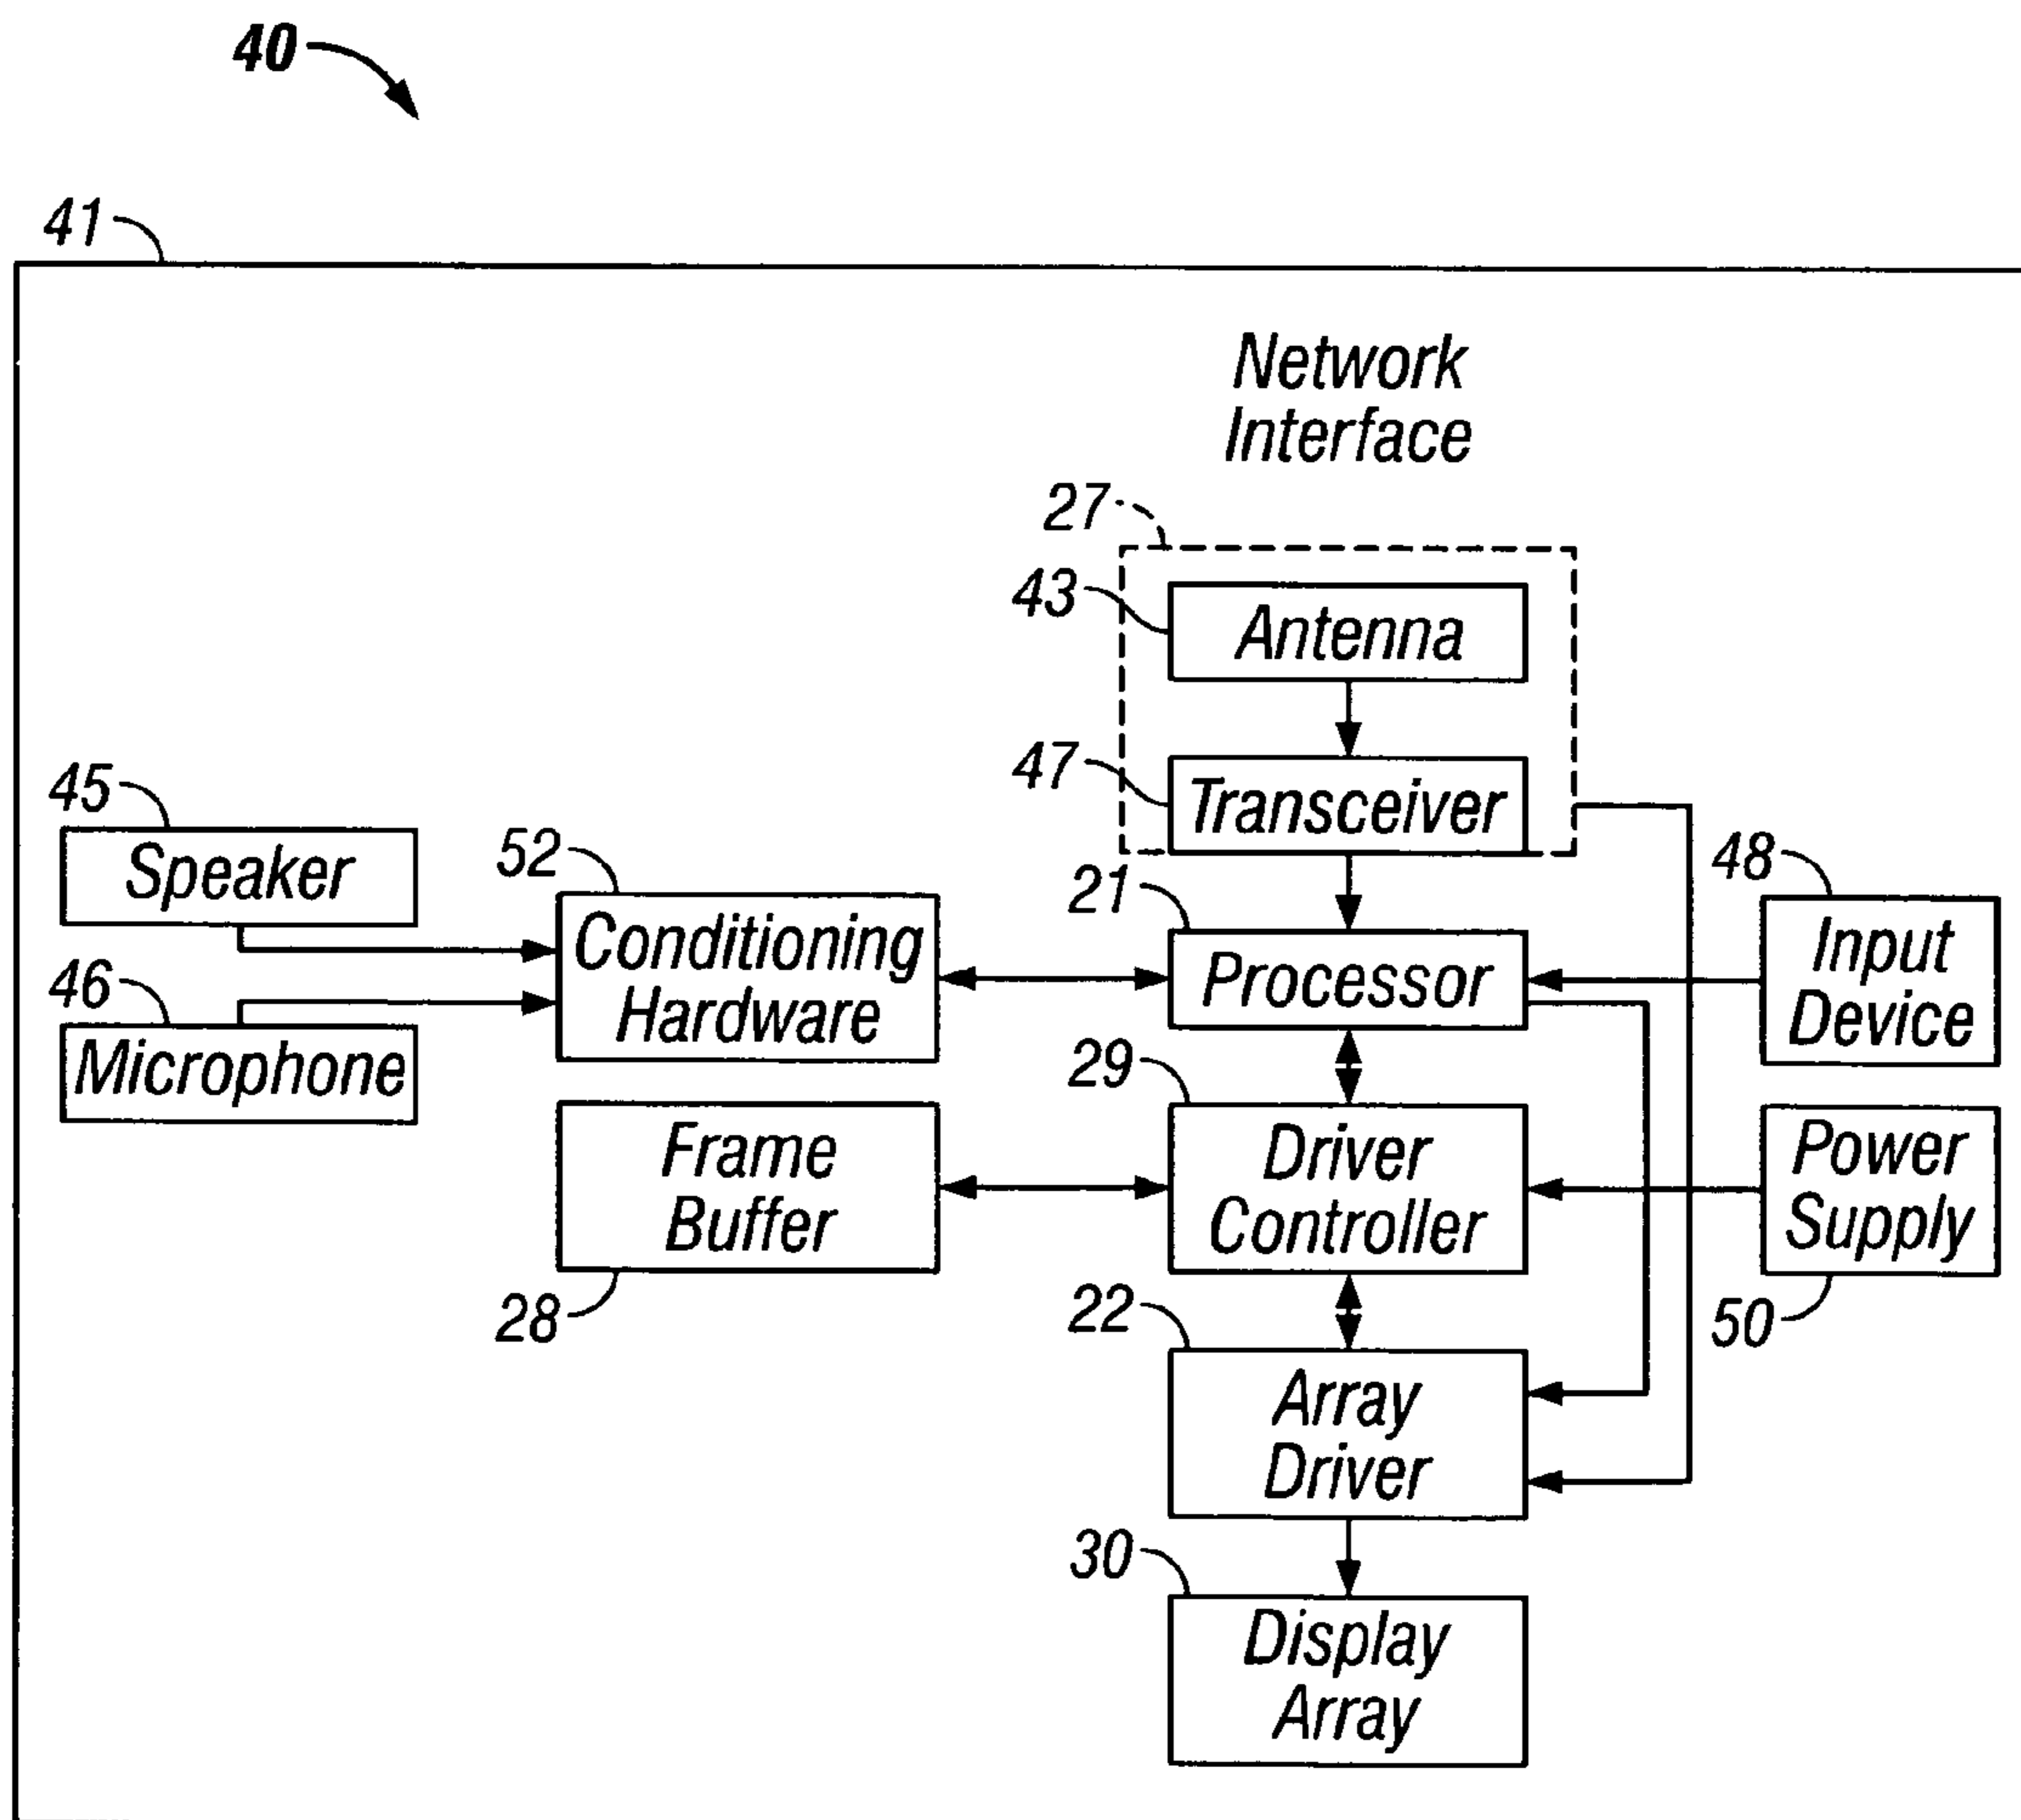 40
41
Network
Interface
27
43
Antenna
47
Transceiver
45
Speaker
52
Conditioning
Hardware
21
Processor
48
Input
Device
46
Microphone
29
Driver
Controller
Frame
Buffer
28
Power
Supply
50
22
Array
Driver
30
Display
Array